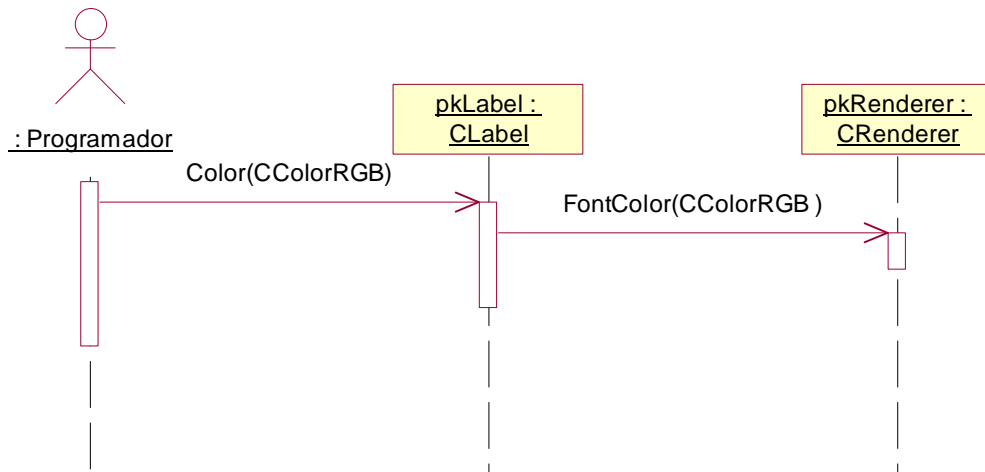 : Programador
pkLabel :
CLabel
pkRenderer :
CRenderer
Color(CColorRGB)
FontColor(CColorRGB )